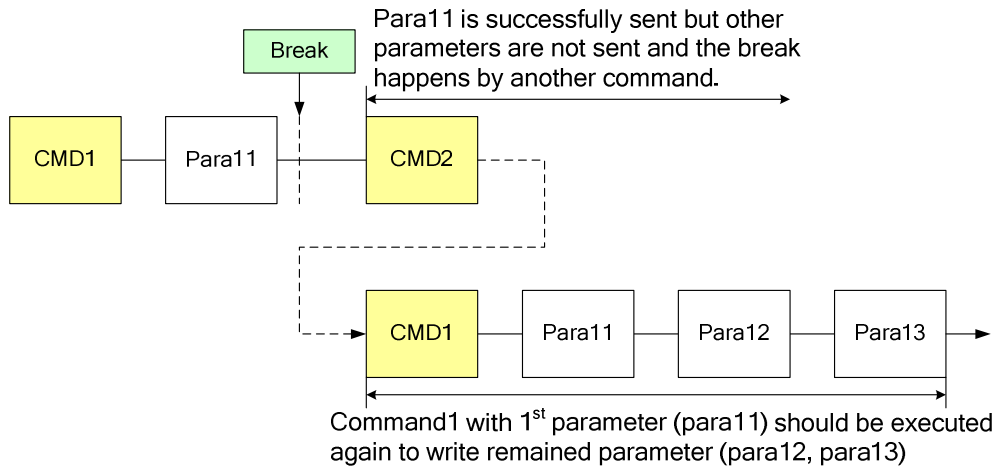 Para11 is successfully sent but other
parameters are not sent and the break
happens by another command.
Break
CMD1
Para11
CMD2
CMD1
Para11
Para12
Para13
Command1 with 1st parameter (para11) should be executed
again to write remained parameter (para12, para13)